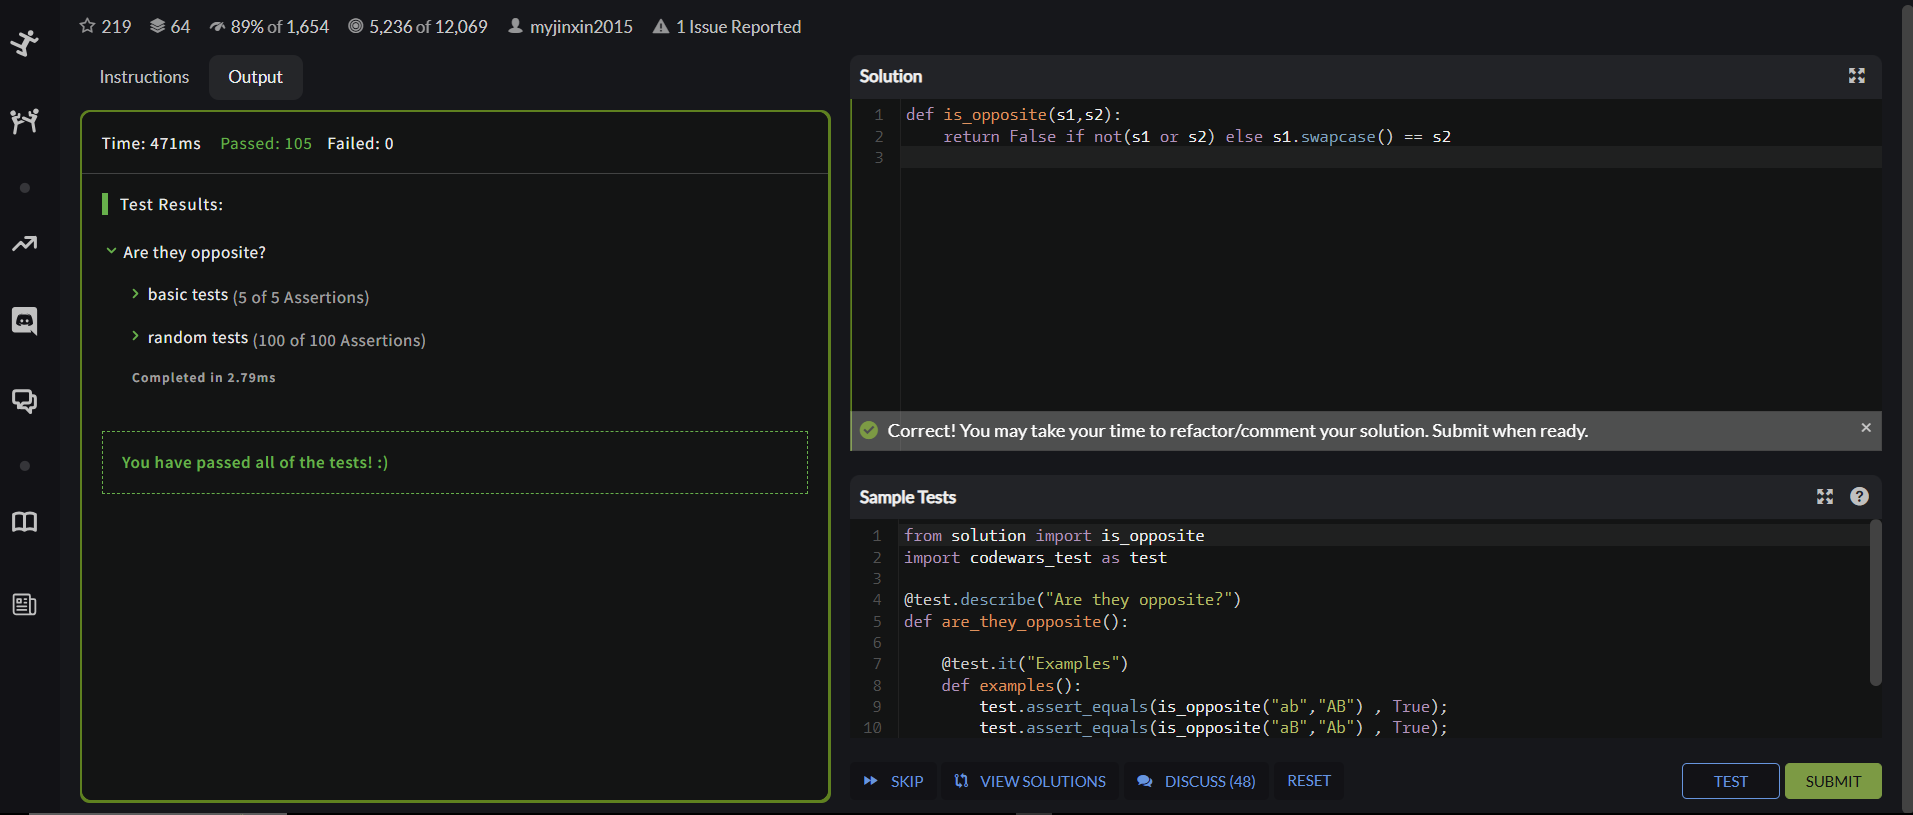 219 64 89% of 1,654 5,236 of 12,069 myjinxin2015 1 Issue Reported
Instructions Output
Time: 471ms Passed: 105 Failed: 0
Test Results:
Are they opposite?
basic tests (5 of 5 Assertions)
random tests (100 of 100 Assertions)
Completed in 2.79ms
You have passed all of the tests! :)
Solution
1 def is_opposite(s1,s2):
2 return False if not(s1 or s2) else s1.swapcase() == s2
3
Correct! You may take your time to refactor/comment your solution. Submit when ready. ×
Sample Tests ?
1 from solution import is_opposite
2 import codewars_test as test
3
4 @test.describe("Are they opposite?")
5 def are_they_opposite():
6
7 @test.it("Examples")
8 def examples():
9 test.assert_equals(is_opposite("ab","AB") , True);
10 test.assert_equals(is_opposite("aB","Ab") , True);
SKIP VIEW SOLUTIONS DISCUSS (48) RESET TEST SUBMIT